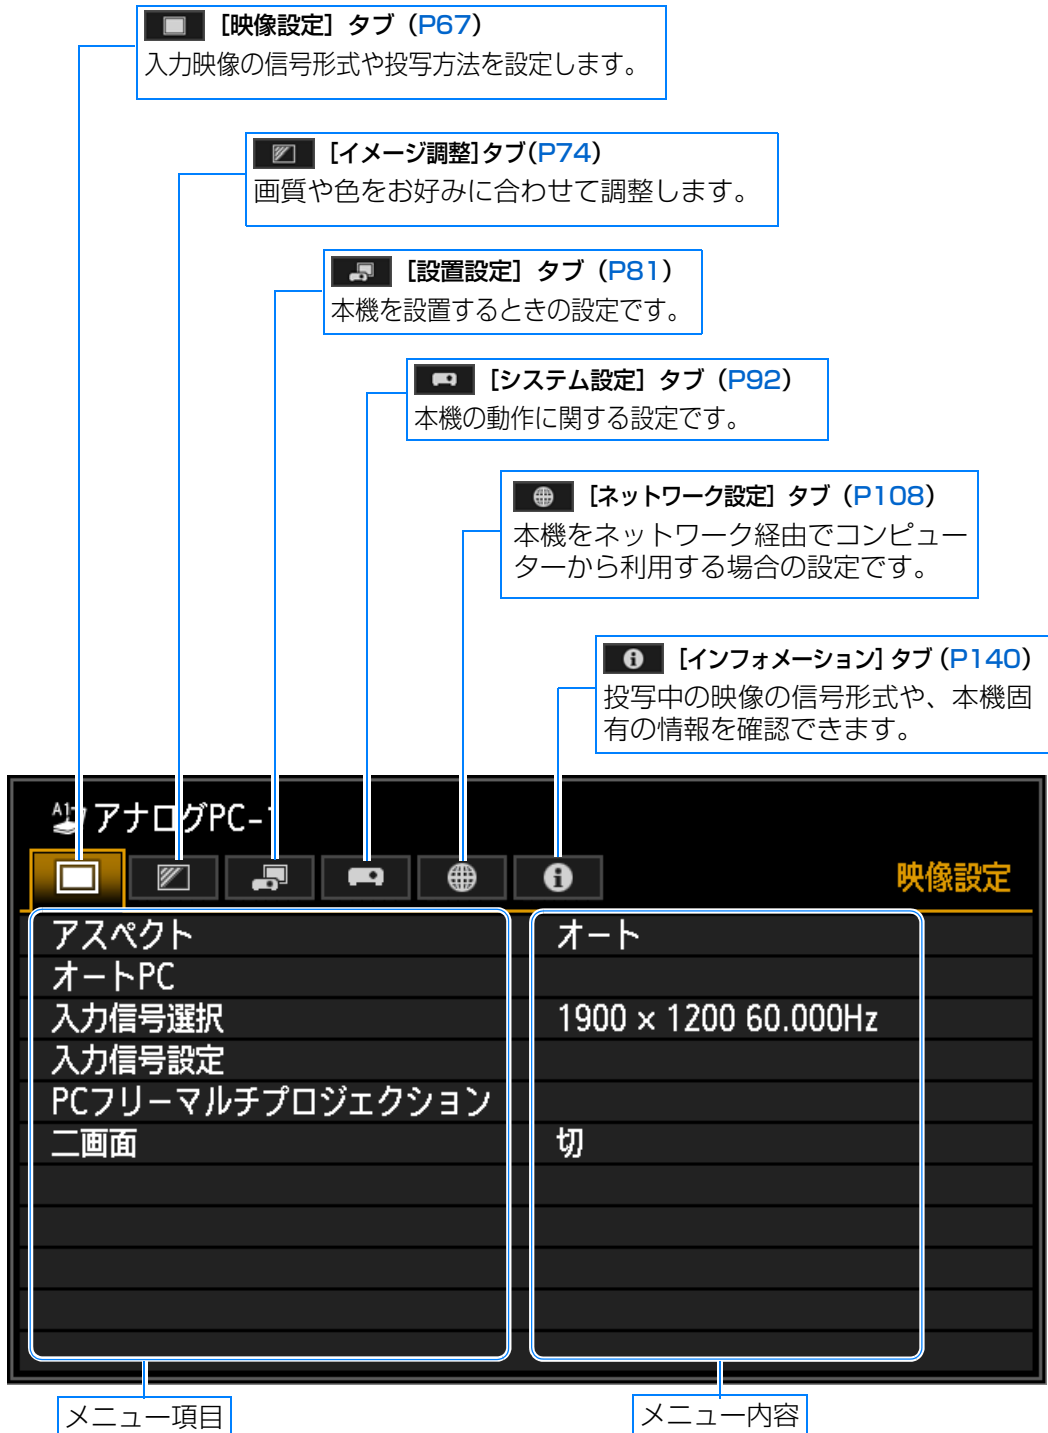 ［映像設定］タブ（P67）
入力映像の信号形式や投写方法を設定します。
［イメージ調整］タブ（P74）
画質や色をお好みに合わせて調整します。
［設置設定］タブ（P81）
本機を設置するときの設定です。
［システム設定］タブ（P92）
本機の動作に関する設定です。
［ネットワーク設定］タブ（P108）
本機をネットワーク経由でコンピュー
ターから利用する場合の設定です。
［インフォメーション］タブ（P140）
投写中の映像の信号形式や、本機固
有の情報を確認できます。
アナログPC-1
映像設定
アスペクト オート
オートPC
入力信号選択 1900 × 1200 60.000Hz
入力信号設定
PCフリーマルチプロジェクション
二画面 切
メニュー項目 メニュー内容